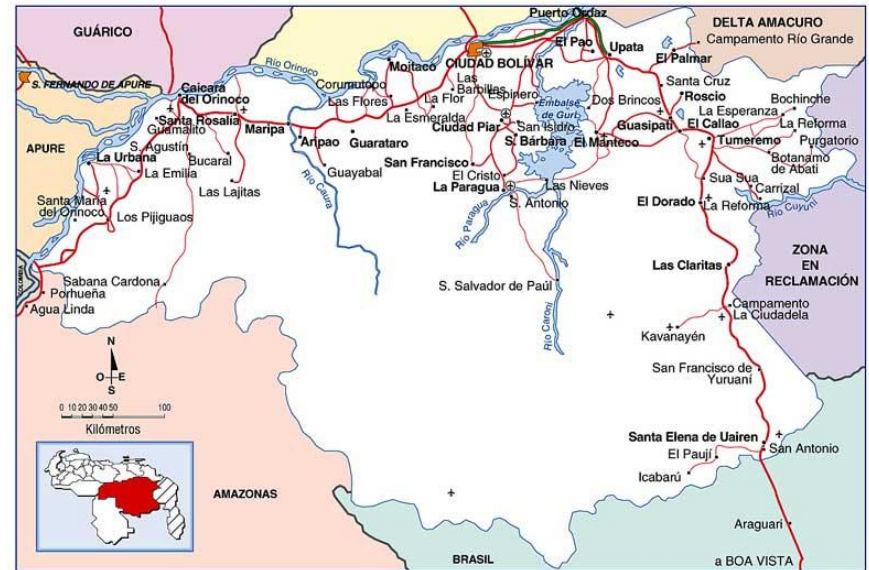 Puerto Ordaz
GUÁRICO
DELTA AMACURO
Campamento Río Grande
El Pao
Upata
El Palmar
CIUDAD BOLÍVAR
Río Orinoco
Moitaco
S. FERNANDO DE APURE
Corumutopo
Las
Barbillas
Espinero
Santa Cruz
Caicara
del Orinoco
Las Flores
La Flor
Embalse
de Guri
Dos Brincos
Roscio
Bochinche
La Esperanza
La Esmeralda
Santa Rosalía
Guamalito
Maripa
Ciudad Piar
San Isidro
Guasipati
El Callao
La Reforma
Aripao
Guarataro
S. Bárbara
El Manteco
Tumeremo
Purgatorio
APURE
S. Agustín
Bucaral
La Urbana
San Francisco
Botanamo
de Abatí
La Emilia
Guayabal
El Cristo
Las Lajitas
La Paragua
Las Nieves
Sua Sua
Carrizal
Santa María
del Orinoco
Río Caura
S. Antonio
El Dorado
La Reforma
Río Cuyuní
Los Pijiguaos
Río Paragua
ZONA
EN
RECLAMACIÓN
Las Claritas
COLOMBIA
Sabana Cardona
Porhueña
S. Salvador de Paúl
Agua Linda
Río Caroní
Campamento
La Ciudadela
Kavanayén
N
O E
S
San Francisco de
Yuruaní
0 10 20 30 40 50 100
Kilómetros
Santa Elena de Uairen
San Antonio
El Paují
Icabarú
AMAZONAS
Araguari
BRASIL
a BOA VISTA